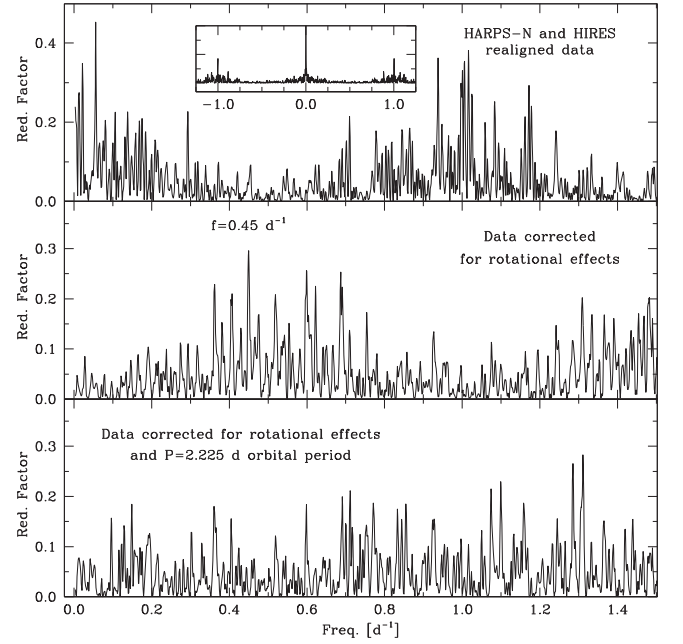 HARPS-N and HIRES
realigned data
Red. Factor
0.4
0.2
0.0
−1.0 0.0 1.0
f=0.45 d⁻¹
Data corrected
for rotational effects
Red. Factor
0.3
0.2
0.1
0.0
Data corrected for rotational effects
and P=2.225 d orbital period
Red. Factor
0.3
0.2
0.1
0.0
0.0 0.2 0.4 0.6 0.8 1.0 1.2 1.4
Freq. [d⁻¹]